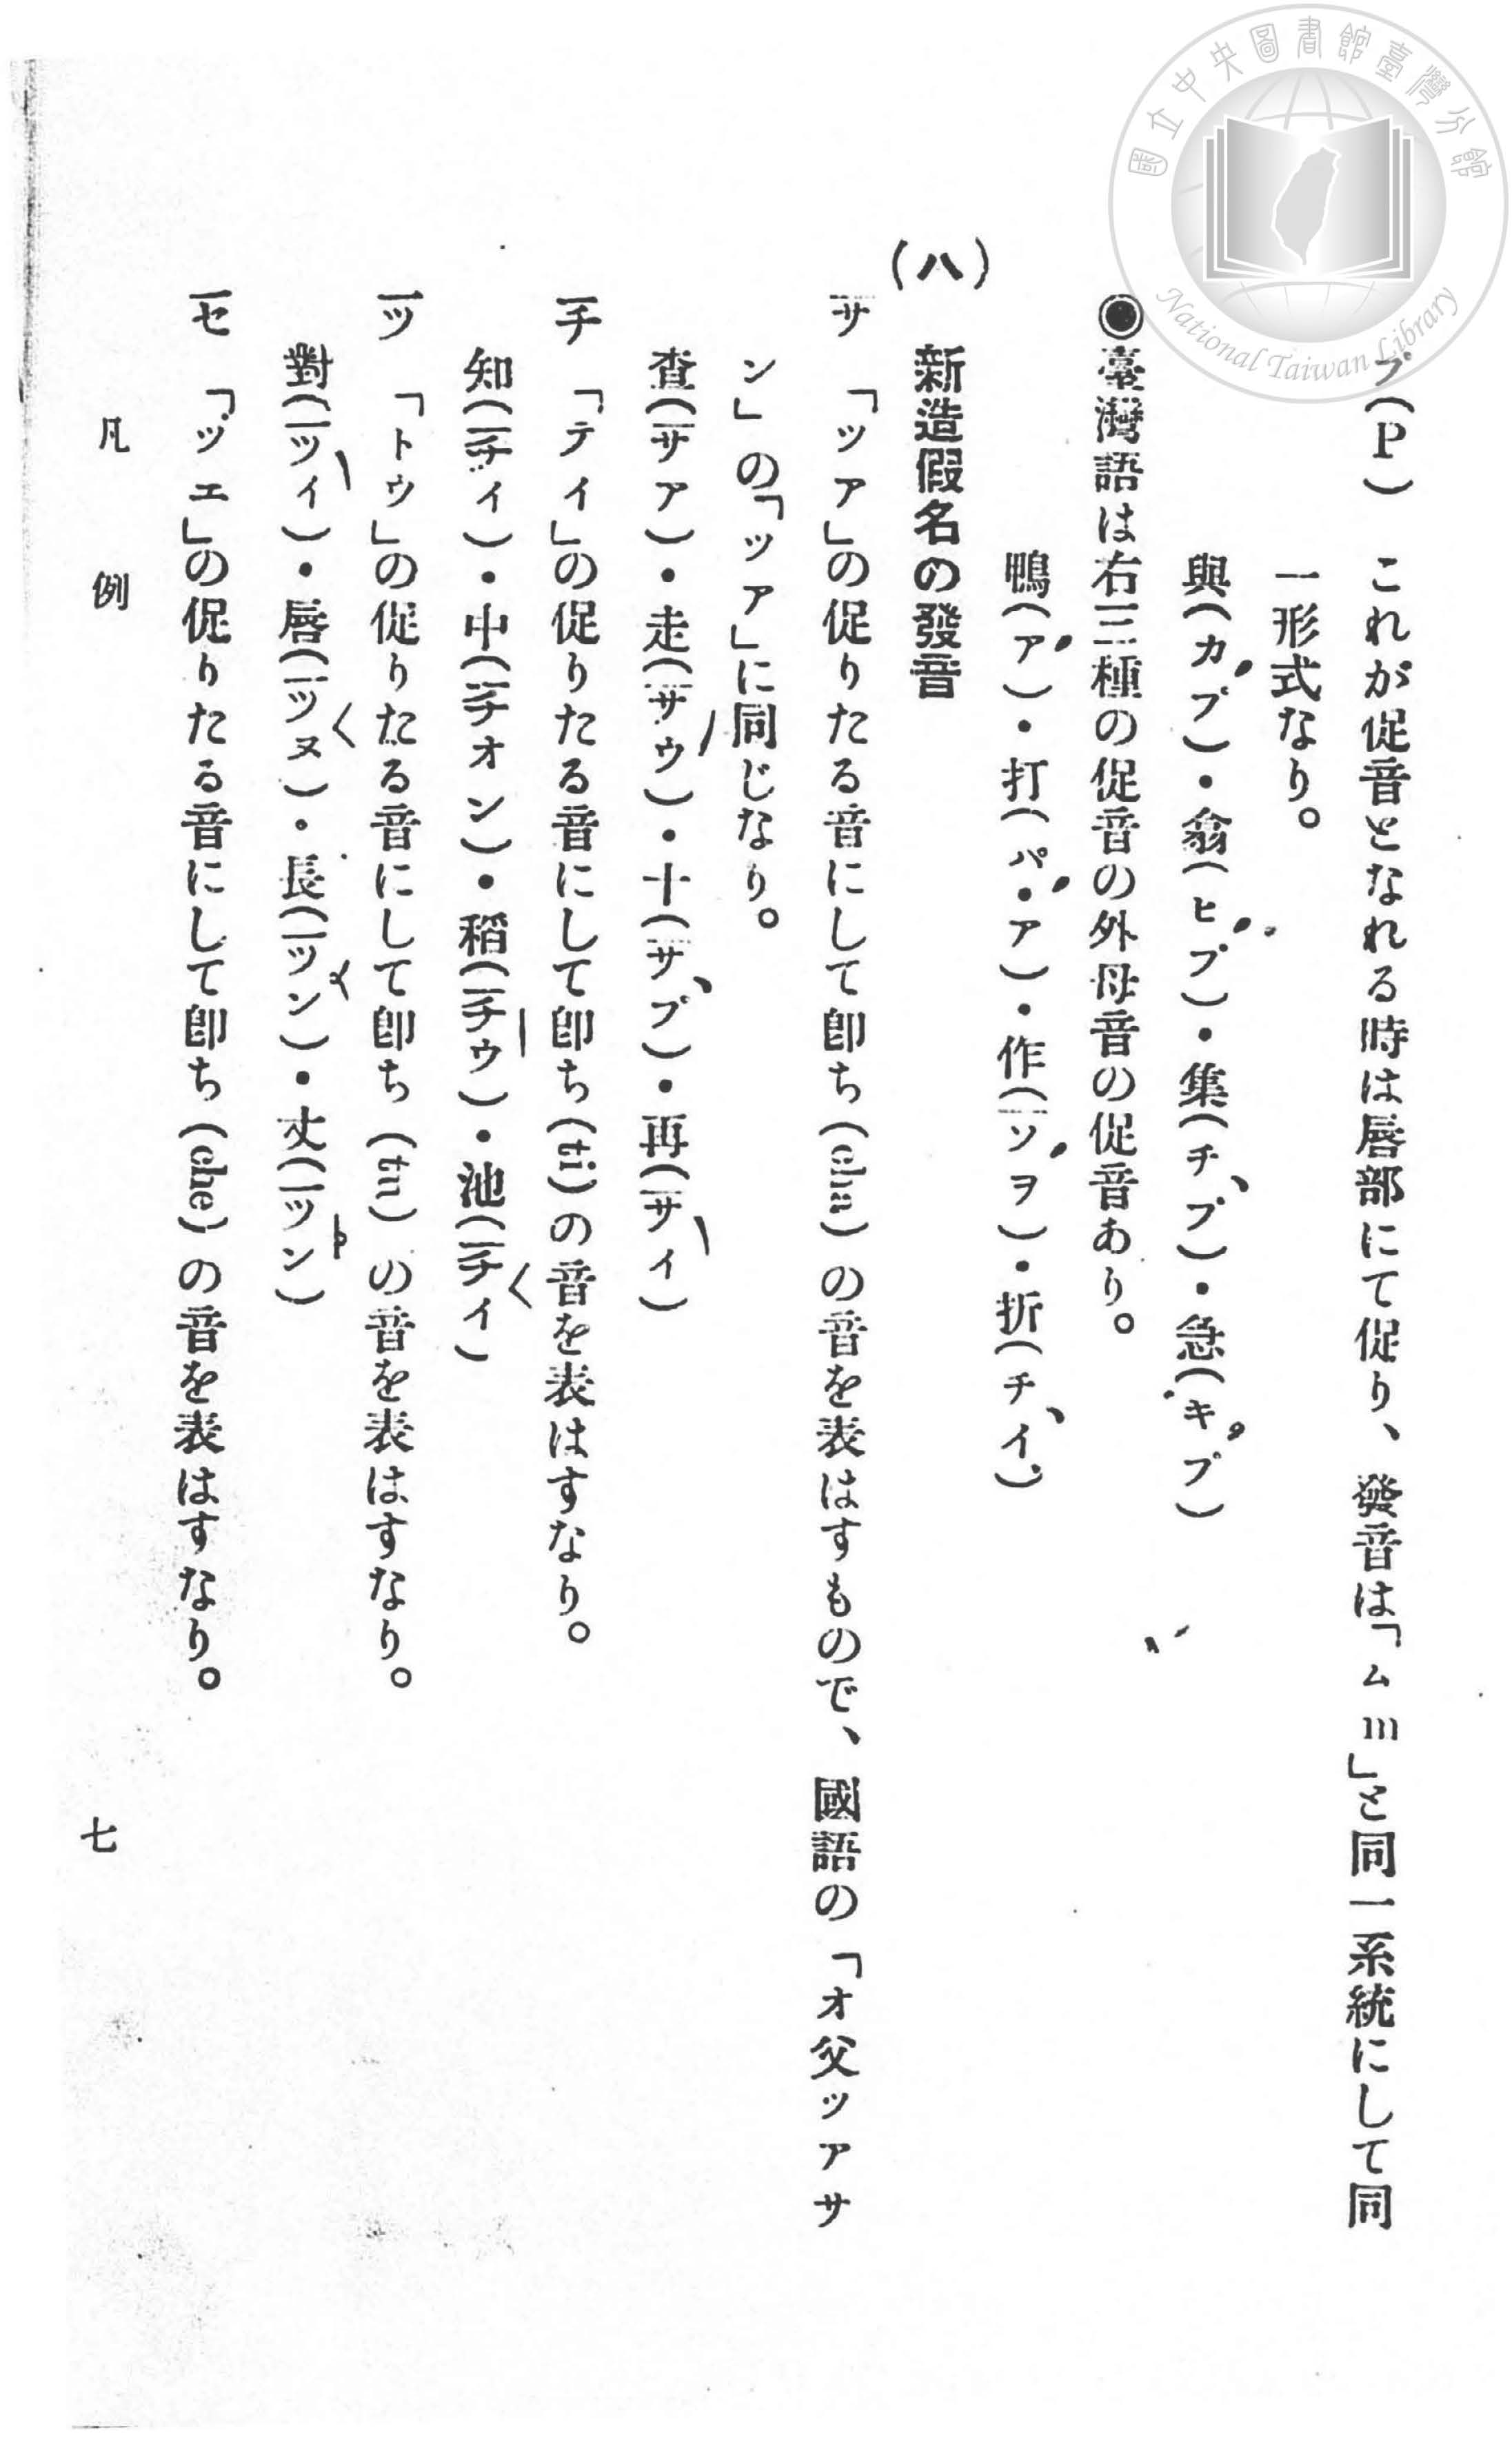 國立中央圖書館臺灣分館
National Taiwan Library
プ(P) これが促音となれる時は唇部にて促り、發音は「ムm」と同一系統にして同
一形式なり。
(カプ)・翕(ヒプ)・集(チプ)・急(キプ)
◉臺灣語は右三種の促音の外母音の促音あり。
鴨(ア)・打(パア)・作(ソ̅ヲ)・折(チイ)
(八) 新造假名の發音
サ̅ 「ツア」の促りたる音にして卽ち()の音を表はすもので、國語の「オ父ツアサ
ン」の「ツア」に同じなり。
査(サ̅ア)・走(サ̅ウ)・十(サ̅プ)・再(サ̅イ)
チ̅ 「テイ」の促りたる音にして卽ち(ti)の音を表はすなり。
知(チ̅イ)・中(チ̅オン)・稻(チ̅ウ)・池(チ̅イ)
ツ̅ 「トウ」の促りたる音にして卽ち(tu)の音を表はすなり。
對(ツ̅イ)・唇(ツ̅ヌ)・長(ツ̅ン)・丈(ツ̅ン)
セ̅ 「ツエ」の促りたる音にして卽ち(che)の音を表はすなり。
凡例
七